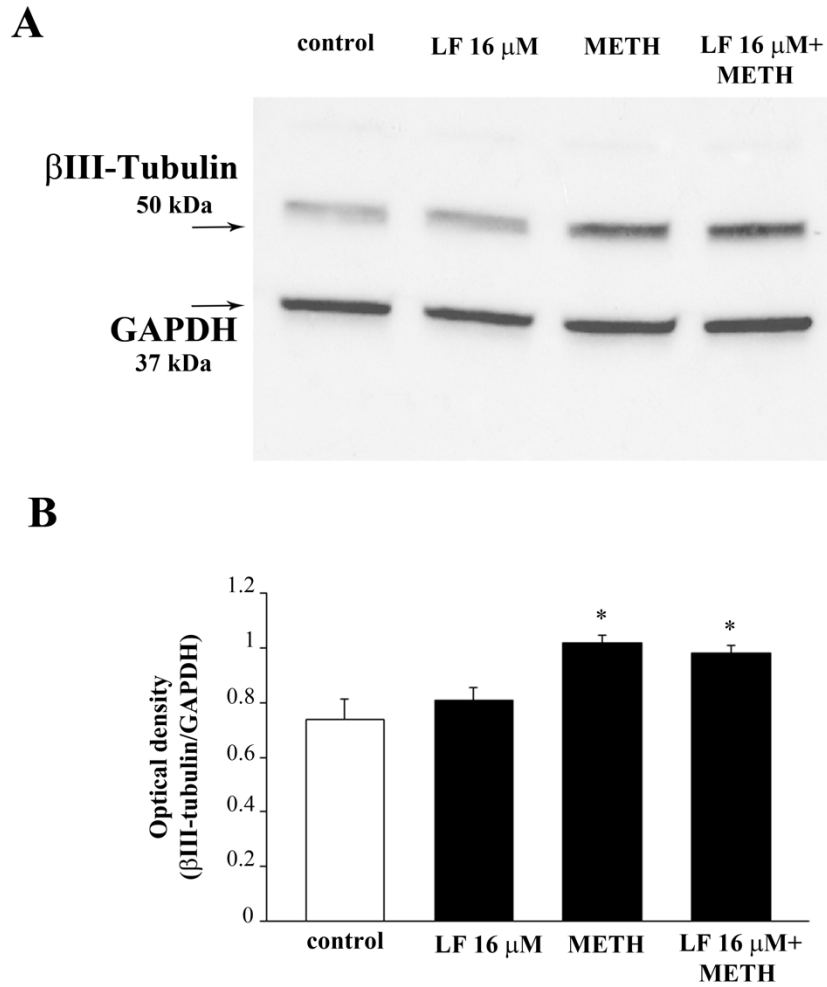 A
control
LF 16 μM
METH
LF 16 μM+
METH
βIII-Tubulin
50 kDa
GAPDH
37 kDa
B
Optical density
(βIII-tubulin/GAPDH)
1.2
1
0.8
0.6
0.4
0.2
0
*
*
control
LF 16 μM
METH
LF 16 μM+
METH